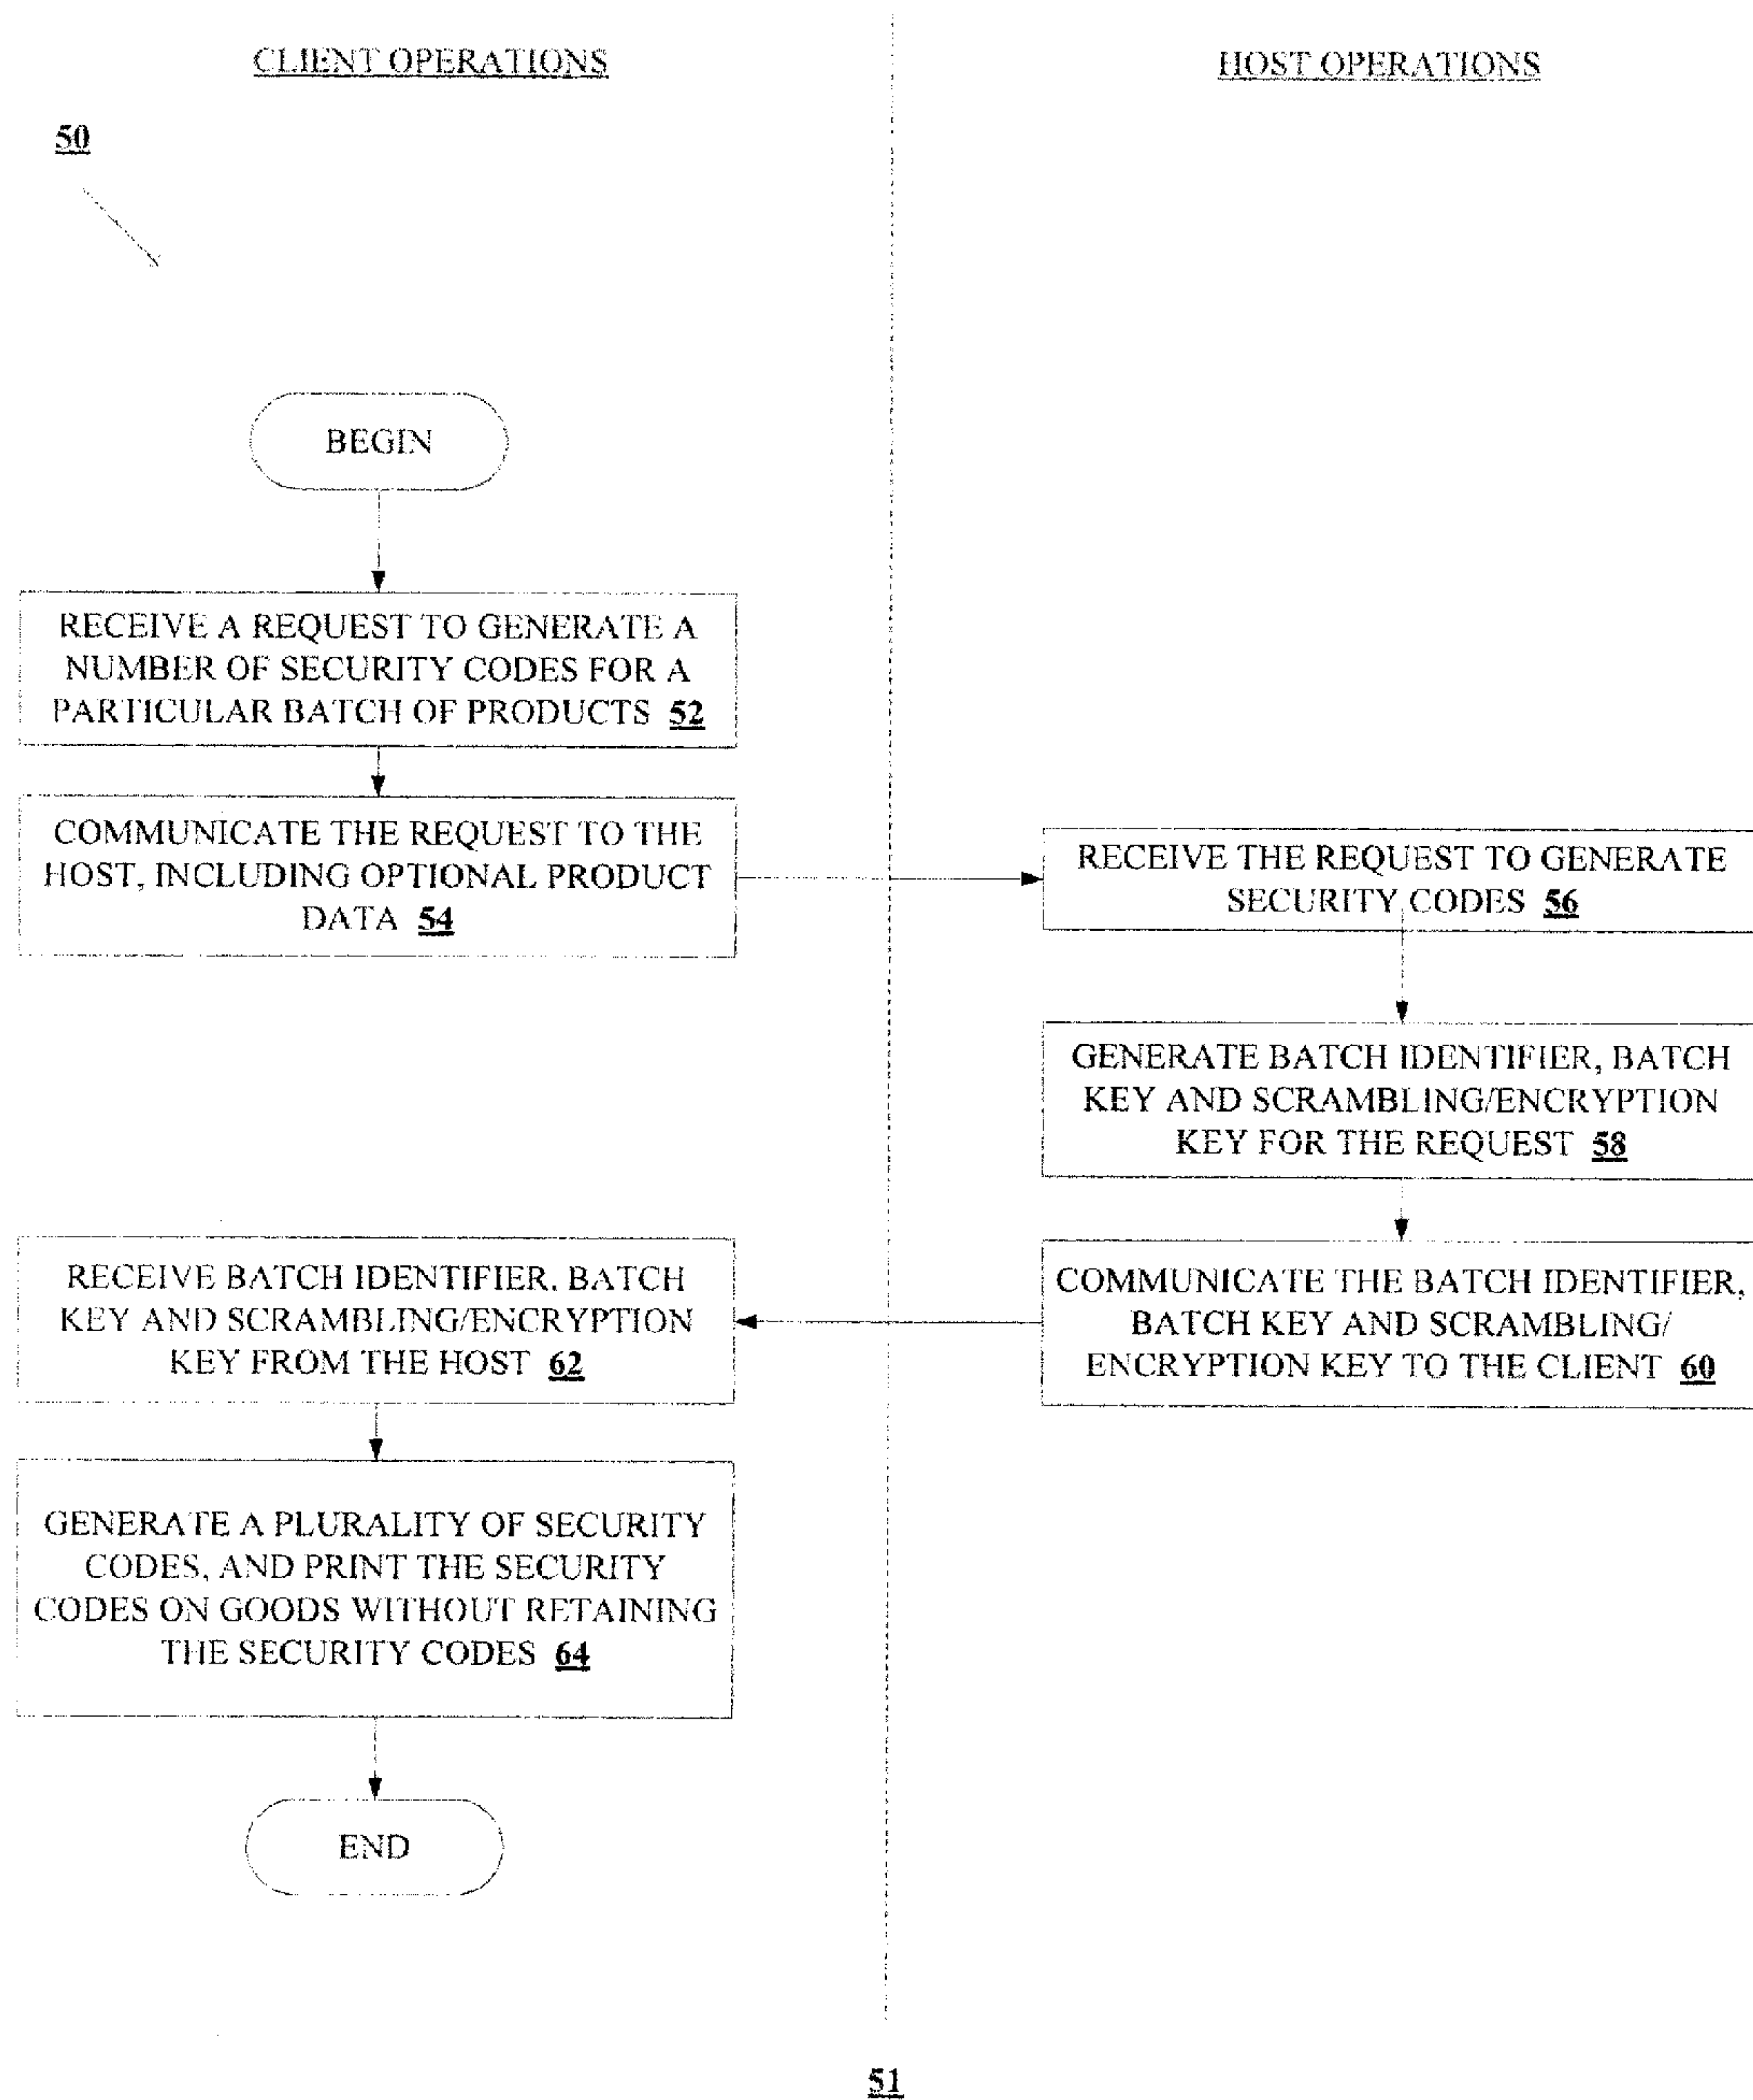 CLIENT OPERATIONS
HOST OPERATIONS
50
BEGIN
RECEIVE A REQUEST TO GENERATE A
NUMBER OF SECURITY CODES FOR A
PARTICULAR BATCH OF PRODUCTS 52
COMMUNICATE THE REQUEST TO THE
HOST, INCLUDING OPTIONAL PRODUCT
DATA 54
RECEIVE THE REQUEST TO GENERATE
SECURITY CODES 56
GENERATE BATCH IDENTIFIER, BATCH
KEY AND SCRAMBLING/ENCRYPTION
KEY FOR THE REQUEST 58
COMMUNICATE THE BATCH IDENTIFIER,
BATCH KEY AND SCRAMBLING/
ENCRYPTION KEY TO THE CLIENT 60
RECEIVE BATCH IDENTIFIER, BATCH
KEY AND SCRAMBLING/ENCRYPTION
KEY FROM THE HOST 62
GENERATE A PLURALITY OF SECURITY
CODES, AND PRINT THE SECURITY
CODES ON GOODS WITHOUT RETAINING
THE SECURITY CODES 64
END
51